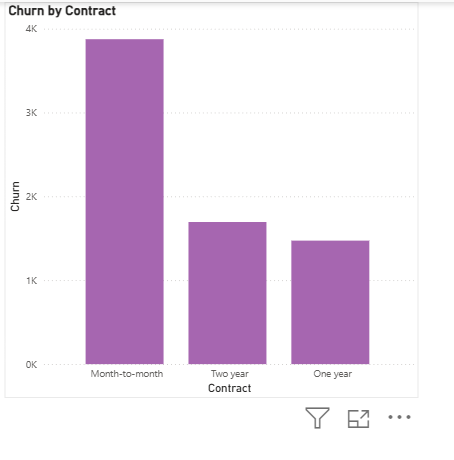 Churn by Contract
4K
3K
2K
1K
0K
Churn
Month-to-month Two year One year
Contract